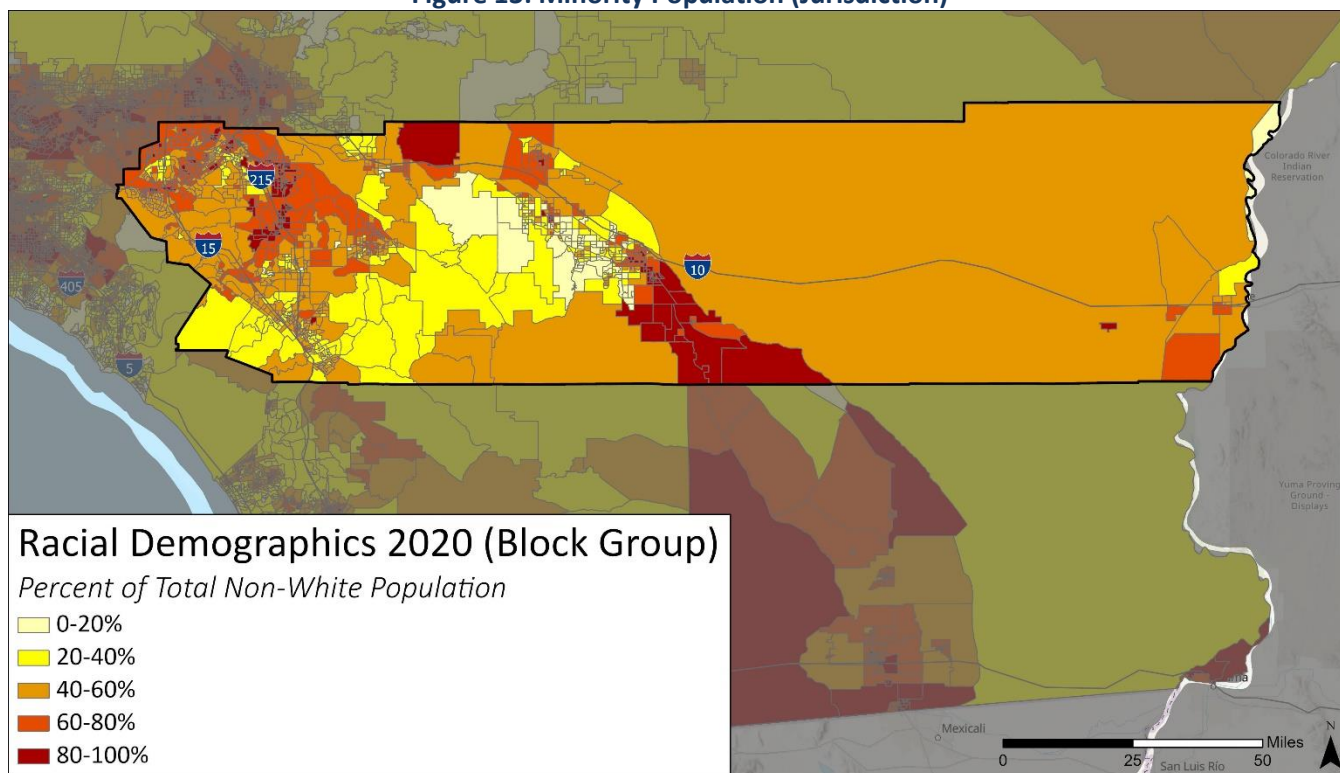 Figure 13. Minority Population (Jurisdiction)
Colorado River
Indian
Reservation
215
15
10
405
5
Yuma Proving
Ground -
Displays
Racial Demographics 2020 (Block Group)
Percent of Total Non-White Population
0-20%
20-40%
40-60%
60-80%
80-100%
Mexicali
San Luis Río
0
25
50
Miles
N